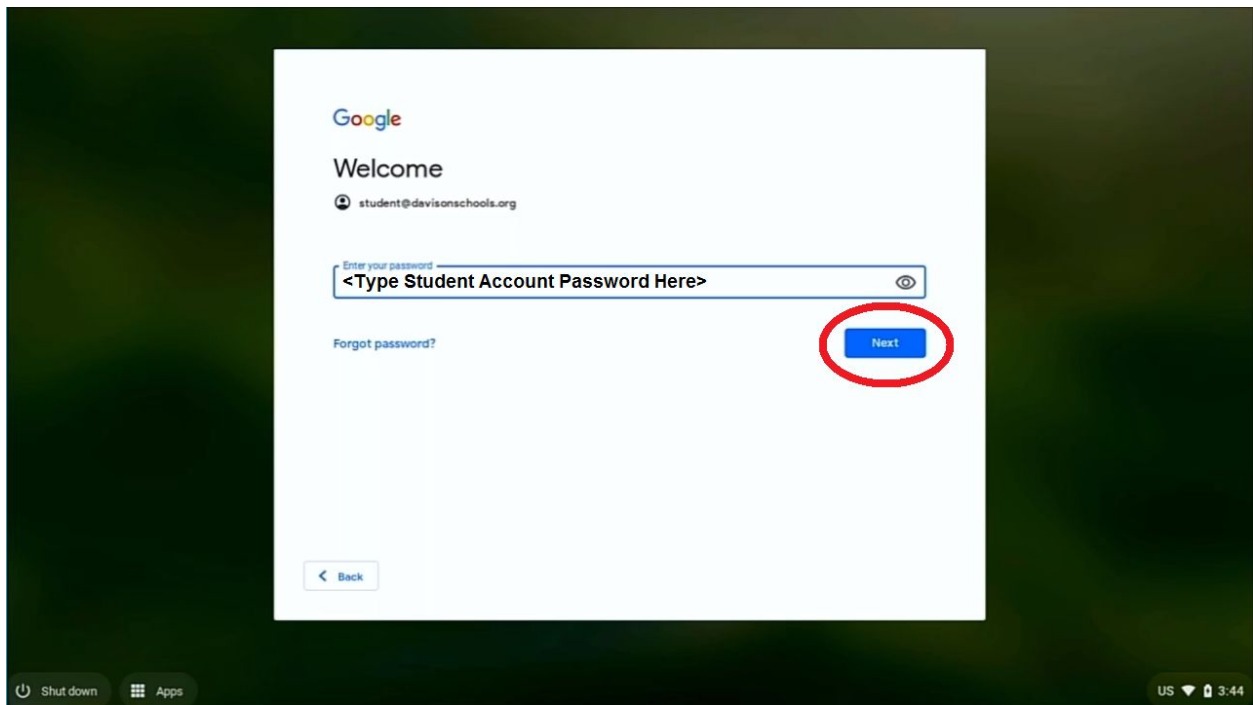 Google
Welcome
student@davisonschools.org
Enter your password
<Type Student Account Password Here>
Forgot password?
Next
Back
Shut down
Apps
US
3:44